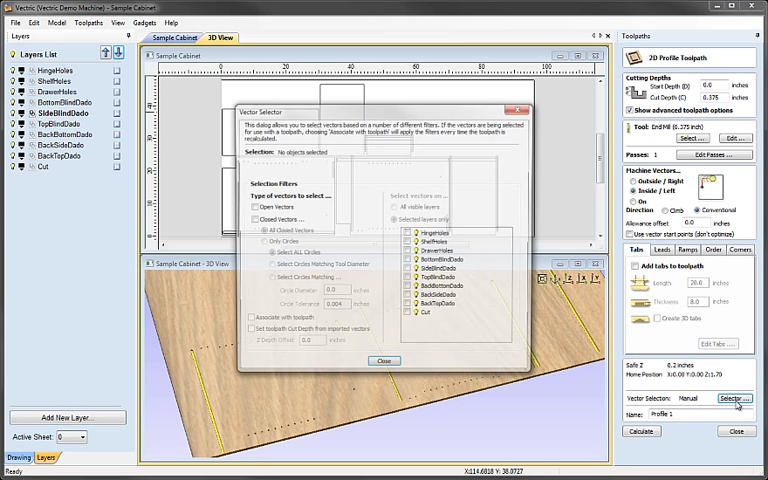 Vectric (Vectric Demo Machine) - Sample Cabinet
File Edit Model Toolpaths View Gadgets Help
Layers
Layers List
HingeHoles
ShelfHoles
DrawerHoles
BottomBlindDado
SideBlindDado
TopBlindDado
BackBottomDado
BackSideDado
BackTopDado
Cut
Add New Layer...
Active Sheet: 0
Drawing Layers
Ready
Sample Cabinet 3D View
Sample Cabinet
0 20 40 60 80 100
Vector Selector
This dialog allows you to select vectors based on a number of different filters. If the vectors are being selected
for use with a toolpath, choosing 'Associate with toolpath' will apply the filters every time the toolpath is
recalculated.
Selection: No objects selected
Selection Filters
Type of vectors to select ...
Open Vectors
Closed Vectors ...
All Closed Vectors
Only Circles
Select ALL Circles
Select Circles Matching Tool Diameter
Select Circles Matching ...
Circle Diameter 0.0 inches
Circle Tolerance 0.004 inches
Associate with toolpath
Set toolpath Cut Depth from imported vectors
Z Depth Offset: 0.0 inches
Select vectors on ...
All visible layers
Selected layers only
HingeHoles
ShelfHoles
DrawerHoles
BottomBlindDado
SideBlindDado
TopBlindDado
BackBottomDado
BackSideDado
BackTopDado
Cut
Close
Sample Cabinet - 3D View
X:114.6818 Y: 38.0727
Toolpaths
2D Profile Toolpath
Cutting Depths
Start Depth (D) 0.0 inches
Cut Depth (C) 0.375 inches
Show advanced toolpath options
Tool: End Mill (0.375 inch)
Select ... Edit ...
Passes: 1 Edit Passes ...
Machine Vectors...
Outside / Right
Inside / Left
On
Direction Climb Conventional
Allowance offset 0.0 inches
Use vector start points (don't optimize)
Tabs Leads Ramps Order Corners
Add tabs to toolpath
Length 20.0 inches
Thickness 8.0 inches
Create 3D tabs
Edit Tabs ....
Safe Z 0.2 inches
Home Position X:0.00 Y:0.00 Z:1.70
Vector Selection: Manual Selector ...
Name: Profile 1
Calculate Close